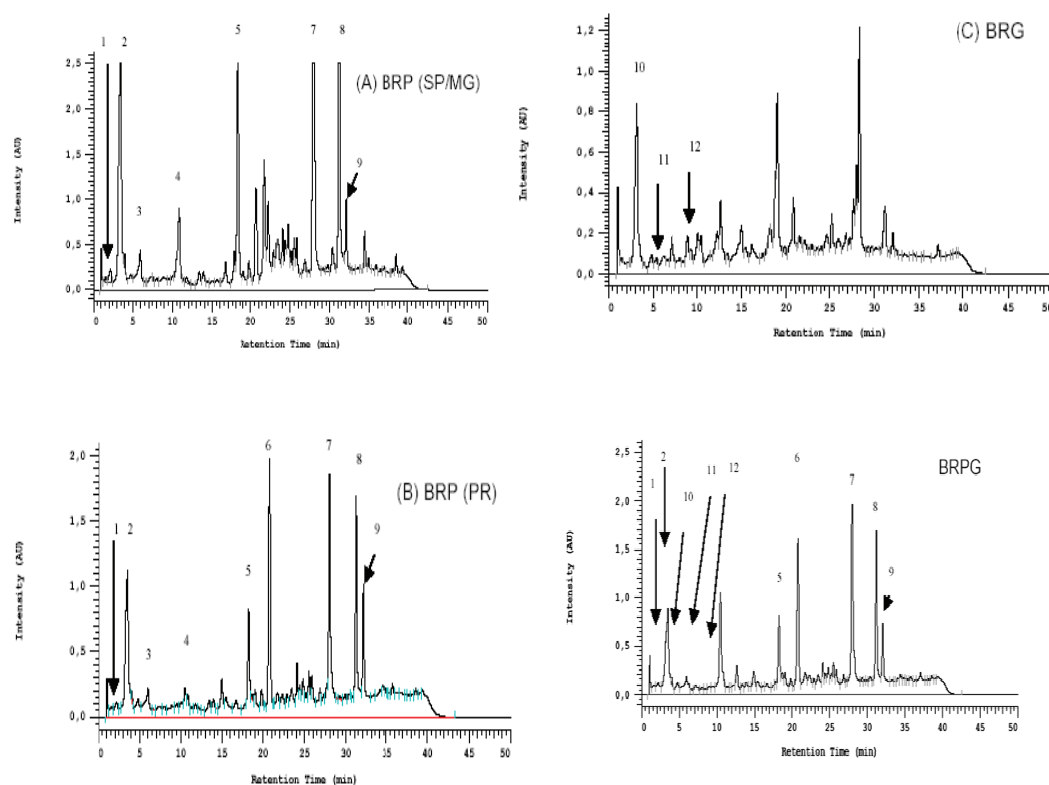 (A) BRP (SP/MG)
1 2 5 7 8
3 4 9
Intensity (AU)
2,5
2,0
1,5
1,0
0,5
0,0
0 5 10 15 20 25 30 35 40 45 50
Retention Time (min)
(C) BRG
10
11 12
Intensity (AU)
1,2
1,0
0,8
0,6
0,4
0,2
0,0
0 5 10 15 20 25 30 35 40 45 50
Retention Time (min)
(B) BRP (PR)
6 7 8
1 2 9
5
3 4
Intensity (AU)
2,0
1,5
1,0
0,5
0,0
0 5 10 15 20 25 30 35 40 45 50
Retention Time (min)
BRPG
2 11 12 6
1 10 7 8
5 9
Intensity (AU)
2,5
2,0
1,5
1,0
0,5
0,0
0 5 10 15 20 25 30 35 40 45 50
Retention Time (min)